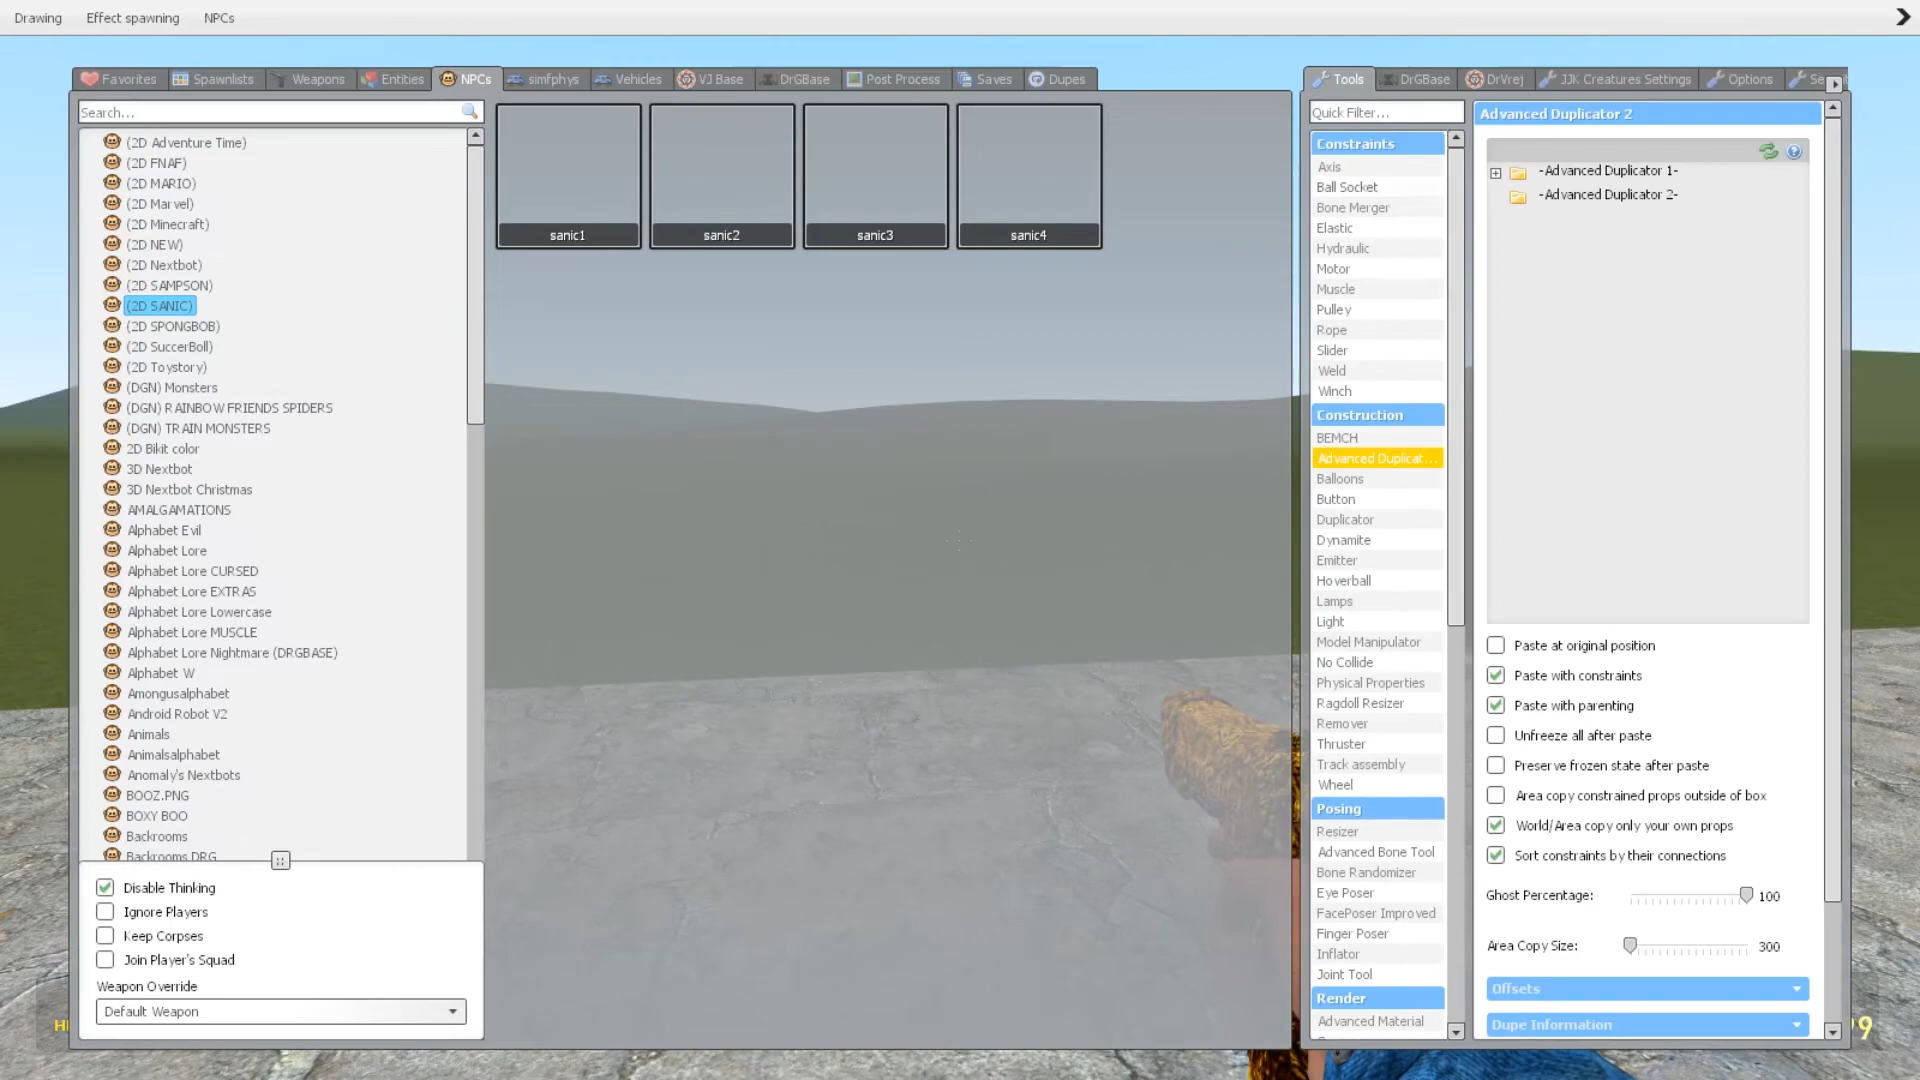 Drawing Effect spawning NPCs
Favorites Spawnlists Weapons Entities NPCs simfphys Vehicles VJ Base DrGBase Post Process Saves Dupes
Search...
(2D Adventure Time)
(2D FNAF)
(2D MARIO)
(2D Marvel)
(2D Minecraft)
(2D NEW)
(2D Nextbot)
(2D SAMPSON)
(2D SANIC)
(2D SPONGBOB)
(2D SuccerBoll)
(2D Toystory)
(DGN) Monsters
(DGN) RAINBOW FRIENDS SPIDERS
(DGN) TRAIN MONSTERS
2D Bikit color
3D Nextbot
3D Nextbot Christmas
AMALGAMATIONS
Alphabet Evil
Alphabet Lore
Alphabet Lore CURSED
Alphabet Lore EXTRAS
Alphabet Lore Lowercase
Alphabet Lore MUSCLE
Alphabet Lore Nightmare (DRGBASE)
Alphabet W
Amongusalphabet
Android Robot V2
Animals
Animalsalphabet
Anomaly's Nextbots
BOOZ.PNG
BOXY BOO
Backrooms
Backrooms DRG
Disable Thinking
Ignore Players
Keep Corpses
Join Player's Squad
Weapon Override
Default Weapon
sanic1 sanic2 sanic3 sanic4
Tools DrGBase DrVrej JJK Creatures Settings Options Se
Quick Filter...
Constraints
Axis
Ball Socket
Bone Merger
Elastic
Hydraulic
Motor
Muscle
Pulley
Rope
Slider
Weld
Winch
Construction
BEMCH
Advanced Duplicat...
Balloons
Button
Duplicator
Dynamite
Emitter
Hoverball
Lamps
Light
Model Manipulator
No Collide
Physical Properties
Ragdoll Resizer
Remover
Thruster
Track assembly
Wheel
Posing
Resizer
Advanced Bone Tool
Bone Randomizer
Eye Poser
FacePoser Improved
Finger Poser
Inflator
Joint Tool
Render
Advanced Material
Advanced Duplicator 2
-Advanced Duplicator 1-
-Advanced Duplicator 2-
Paste at original position
Paste with constraints
Paste with parenting
Unfreeze all after paste
Preserve frozen state after paste
Area copy constrained props outside of box
World/Area copy only your own props
Sort constraints by their connections
Ghost Percentage: 100
Area Copy Size: 300
Offsets
Dupe Information